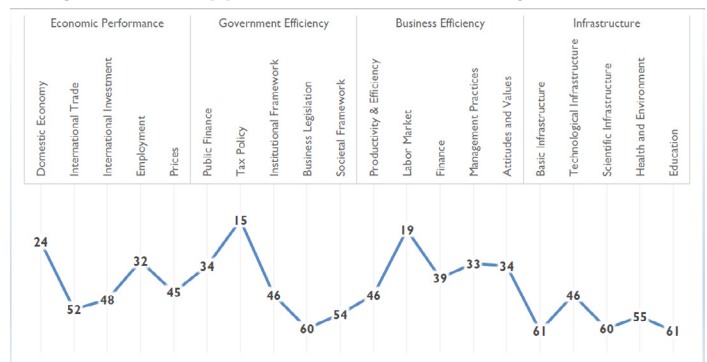 Economic Performance
Government Efficiency
Business Efficiency
Infrastructure
Domestic Economy
International Trade
International Investment
Employment
Prices
Public Finance
Tax Policy
Institutional Framework
Business Legislation
Societal Framework
Productivity & Efficiency
Labor Market
Finance
Management Practices
Attitudes and Values
Basic Infrastructure
Technological Infrastructure
Scientific Infrastructure
Health and Environment
Education
24
52
48
32
45
34
15
46
60
54
46
19
39
33
34
61
46
60
55
61